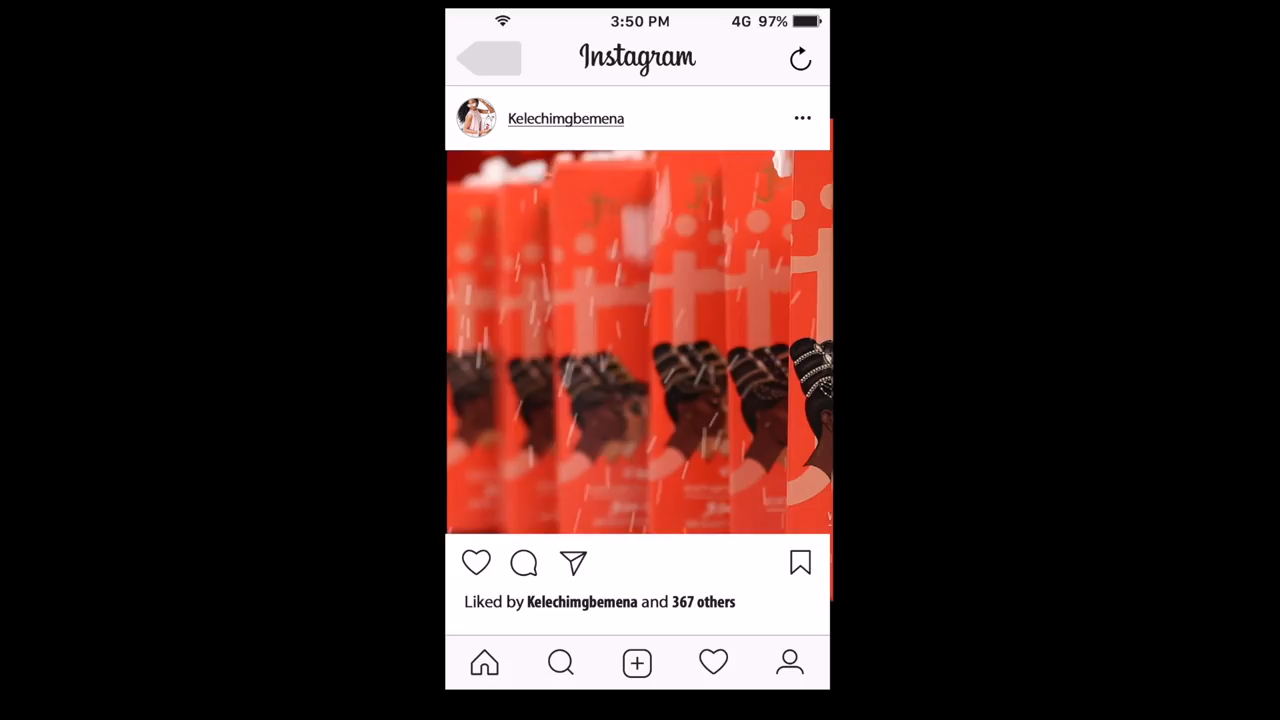 3:50 PM
4G 97%
Instagram
Kelechimgbemena
Liked by Kelechimgbemena and 367 others